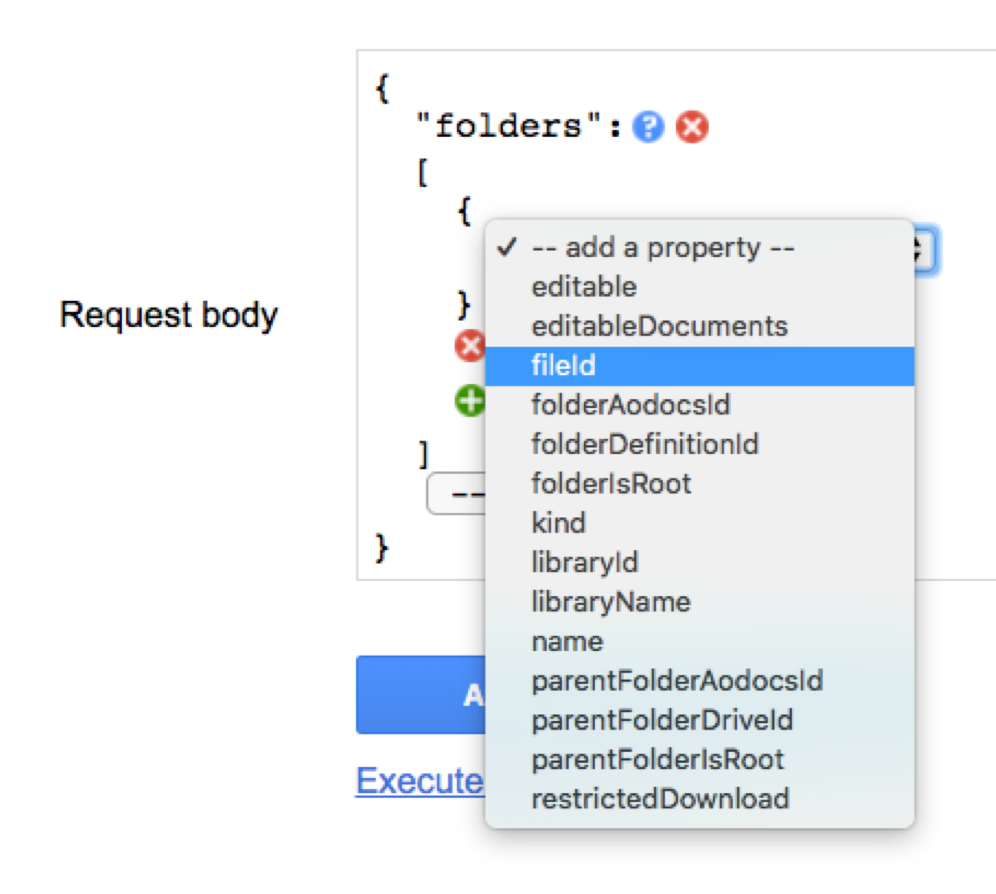 {
"folders":
[
{
✓ -- add a property --
editable
editableDocuments
}
Request body
fileId
folderAodocsId
folderDefinitionId
]
folderIsRoot
--
kind
}
libraryId
libraryName
name
parentFolderAodocsId
A
parentFolderDriveId
parentFolderIsRoot
Execute
restrictedDownload